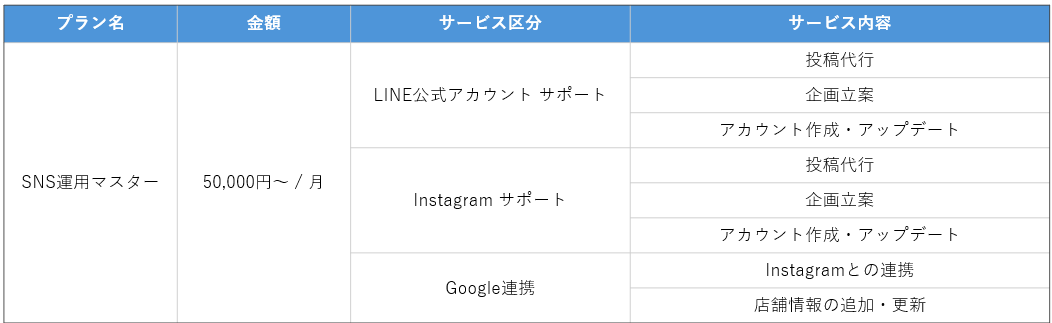 プラン名 金額 サービス区分 サービス内容
投稿代行
LINE公式アカウント サポート 企画立案
アカウント作成・アップデート
SNS運用マスター 50,000円～ / 月
投稿代行
Instagram サポート 企画立案
アカウント作成・アップデート
Google連携
Instagramとの連携
店舗情報の追加・更新